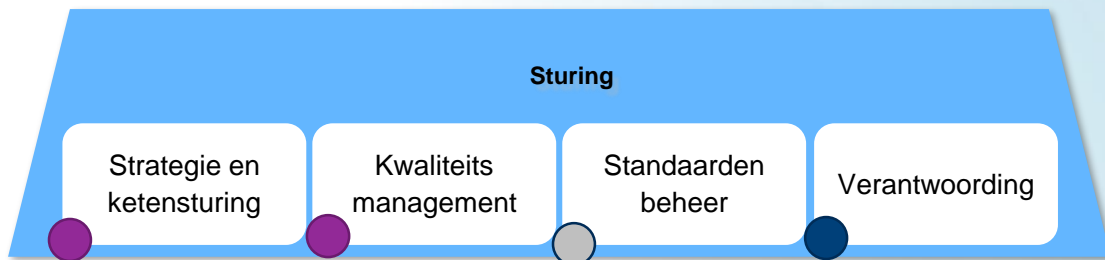 Sturing
Strategie en
ketensturing
Kwaliteits
management
Standaarden
beheer
Verantwoording